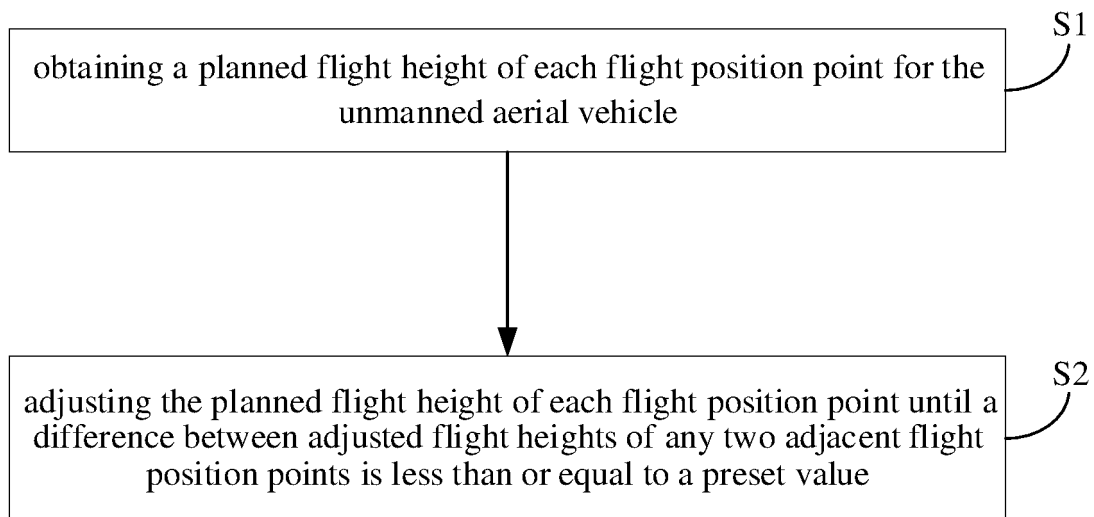 S1
obtaining a planned flight height of each flight position point for the
unmanned aerial vehicle
S2
adjusting the planned flight height of each flight position point until a
difference between adjusted flight heights of any two adjacent flight
position points is less than or equal to a preset value